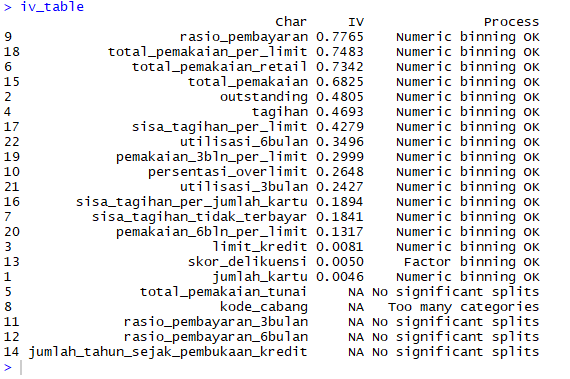 > iv_table
Char IV Process
9 rasio_pembayaran 0.7765 Numeric binning OK
18 total_pemakaian_per_limit 0.7483 Numeric binning OK
6 total_pemakaian_retail 0.7342 Numeric binning OK
15 total_pemakaian 0.6825 Numeric binning OK
2 outstanding 0.4805 Numeric binning OK
4 tagihan 0.4693 Numeric binning OK
17 sisa_tagihan_per_limit 0.4279 Numeric binning OK
22 utilisasi_6bulan 0.3496 Numeric binning OK
19 pemakaian_3bln_per_limit 0.2999 Numeric binning OK
10 persentasi_overlimit 0.2648 Numeric binning OK
21 utilisasi_3bulan 0.2427 Numeric binning OK
16 sisa_tagihan_per_jumlah_kartu 0.1894 Numeric binning OK
7 sisa_tagihan_tidak_terbayar 0.1841 Numeric binning OK
20 pemakaian_6bln_per_limit 0.1317 Numeric binning OK
3 limit_kredit 0.0081 Numeric binning OK
13 skor_delikuensi 0.0050 Factor binning OK
1 jumlah_kartu 0.0046 Numeric binning OK
5 total_pemakaian_tunai NA No significant splits
8 kode_cabang NA Too many categories
11 rasio_pembayaran_3bulan NA No significant splits
12 rasio_pembayaran_6bulan NA No significant splits
14 jumlah_tahun_sejak_pembukaan_kredit NA No significant splits
>